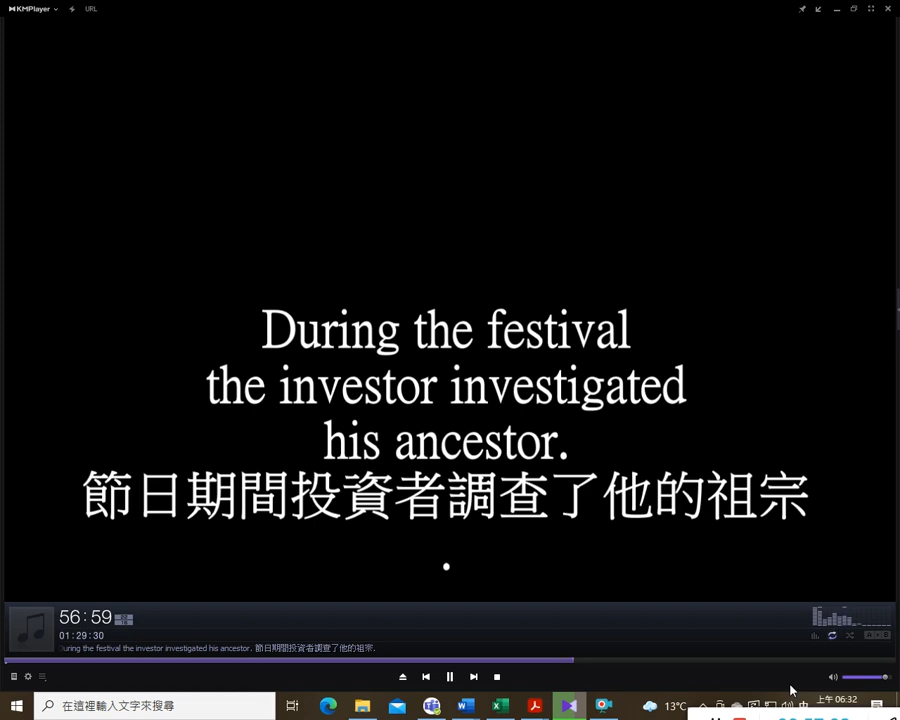 KMPlayer
URL
During the festival
the investor investigated
his ancestor.
節日期間投資者調查了他的祖宗
.
56:59
01:29:30
During the festival the investor investigated his ancestor. 節日期間投資者調查了他的祖宗.
在這裡輸入文字來搜尋
13°C
中
上午 06:32